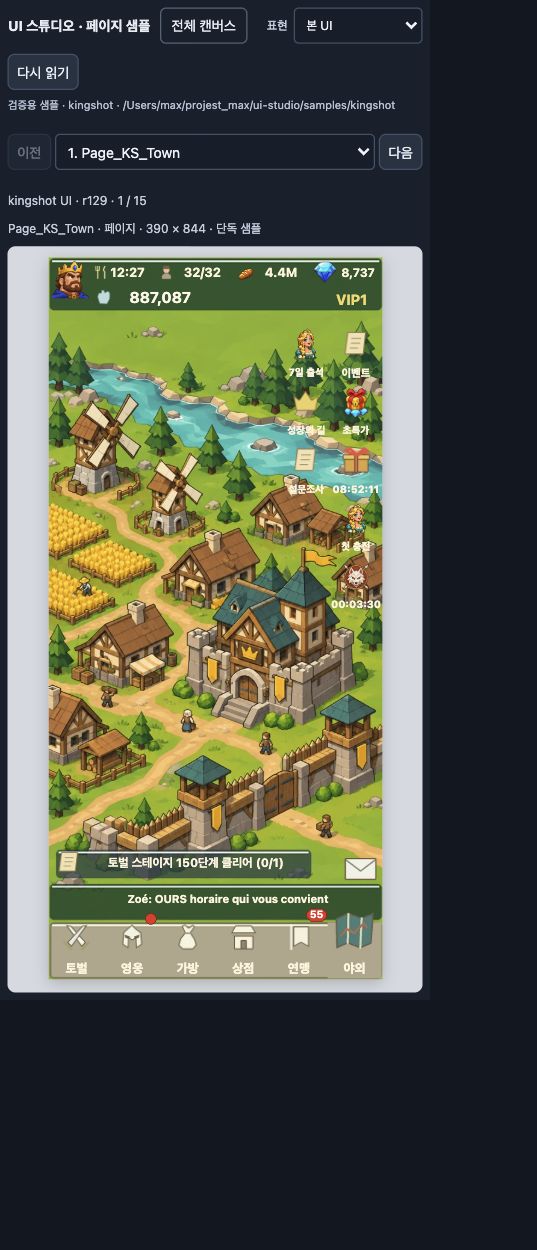 UI 스튜디오 · 페이지 샘플 전체 캔버스 표현 본 UI
다시 읽기
검증용 샘플 · kingshot · /Users/max/projest_max/ui-studio/samples/kingshot
이전 1. Page_KS_Town 다음
kingshot UI · r129 · 1 / 15
Page_KS_Town · 페이지 · 390 × 844 · 단독 샘플
12:27 32/32 4.4M 8,737
887,087 VIP1
7일 출석 이벤트
성장의 길 초특가
설문조사 08:52:11
첫 충전
00:03:30
토벌 스테이지 150단계 클리어 (0/1)
Zoé: OURS horaire qui vous convient
55
토벌 영웅 가방 상점 연맹 야외